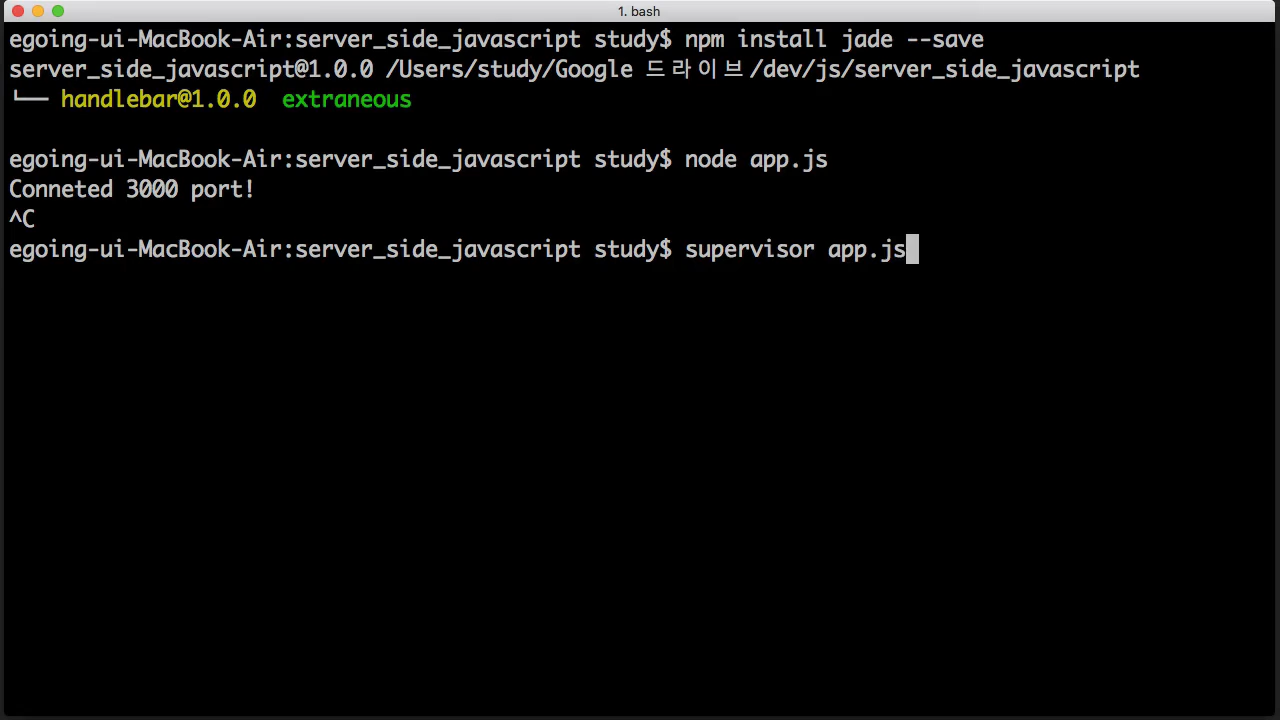 1. bash
egoing-ui-MacBook-Air:server_side_javascript study$ npm install jade --save
server_side_javascript@1.0.0 /Users/study/Google 드라이브/dev/js/server_side_javascript
└── handlebar@1.0.0  extraneous
egoing-ui-MacBook-Air:server_side_javascript study$ node app.js
Conneted 3000 port!
^C
egoing-ui-MacBook-Air:server_side_javascript study$ supervisor app.js